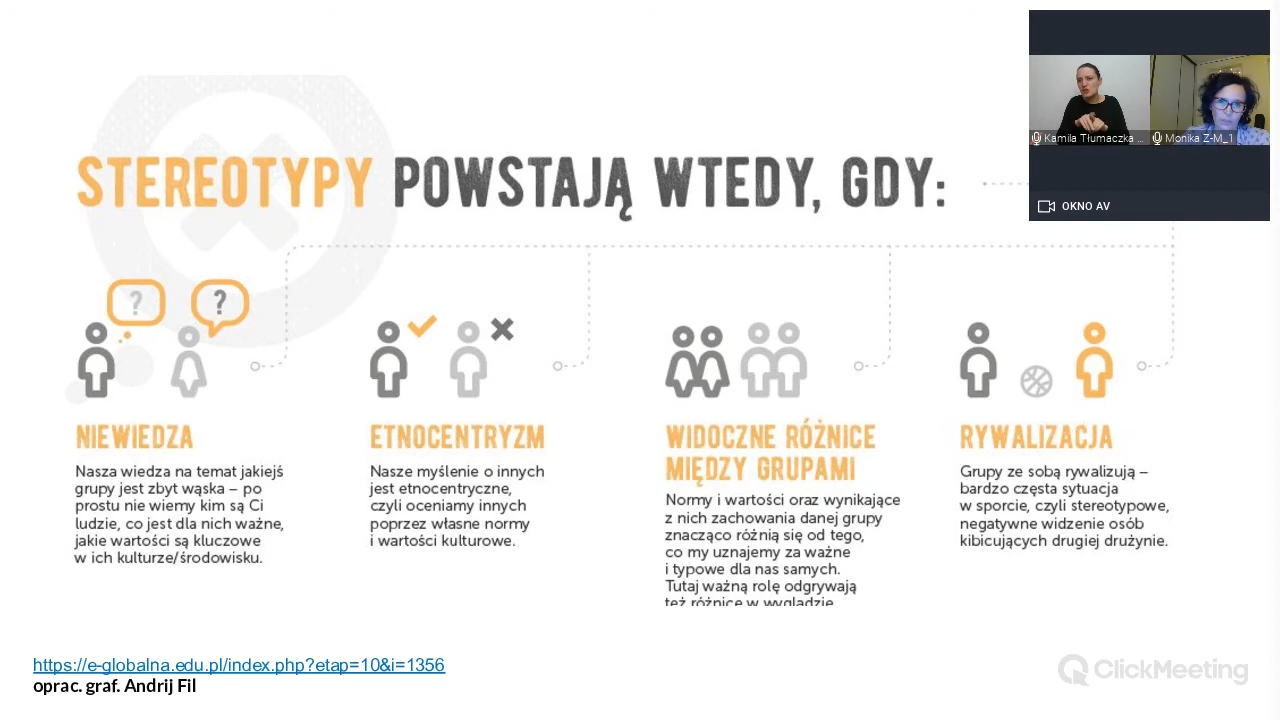 STEREOTYPY POWSTAJĄ WTEDY, GDY:
Kamila Tłumaczka ...
Monika Z-M_1
OKNO AV
?
?
NIEWIEDZA
Nasza wiedza na temat jakiejś
grupy jest zbyt wąska – po
prostu nie wiemy kim są Ci
ludzie, co jest dla nich ważne,
jakie wartości są kluczowe
w ich kulturze/środowisku.
ETNOCENTRYZM
Nasze myślenie o innych
jest etnocentryczne,
czyli oceniamy innych
poprzez własne normy
i wartości kulturowe.
WIDOCZNE RÓŻNICE
MIĘDZY GRUPAMI
Normy i wartości oraz wynikające
z nich zachowania danej grupy
znacząco różnią się od tego,
co my uznajemy za ważne
i typowe dla nas samych.
Tutaj ważną rolę odgrywają
też różnice w wyglądzie
RYWALIZACJA
Grupy ze sobą rywalizują –
bardzo częsta sytuacja
w sporcie, czyli stereotypowe,
negatywne widzenie osób
kibicujących drugiej drużynie.
https://e-globalna.edu.pl/index.php?etap=10&i=1356
oprac. graf. Andrij Fil
ClickMeeting